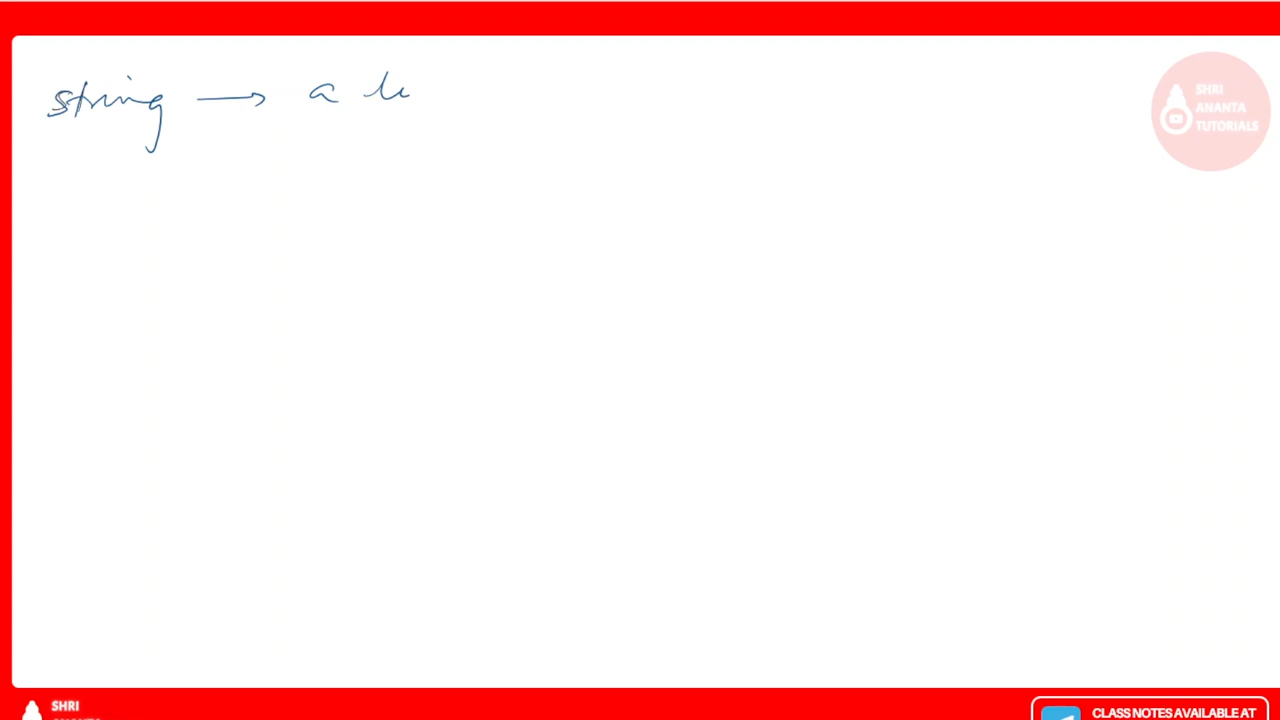 string → a
SHRI
ANANTA
TUTORIALS
SHRI
CLASS NOTES AVAILABLE AT